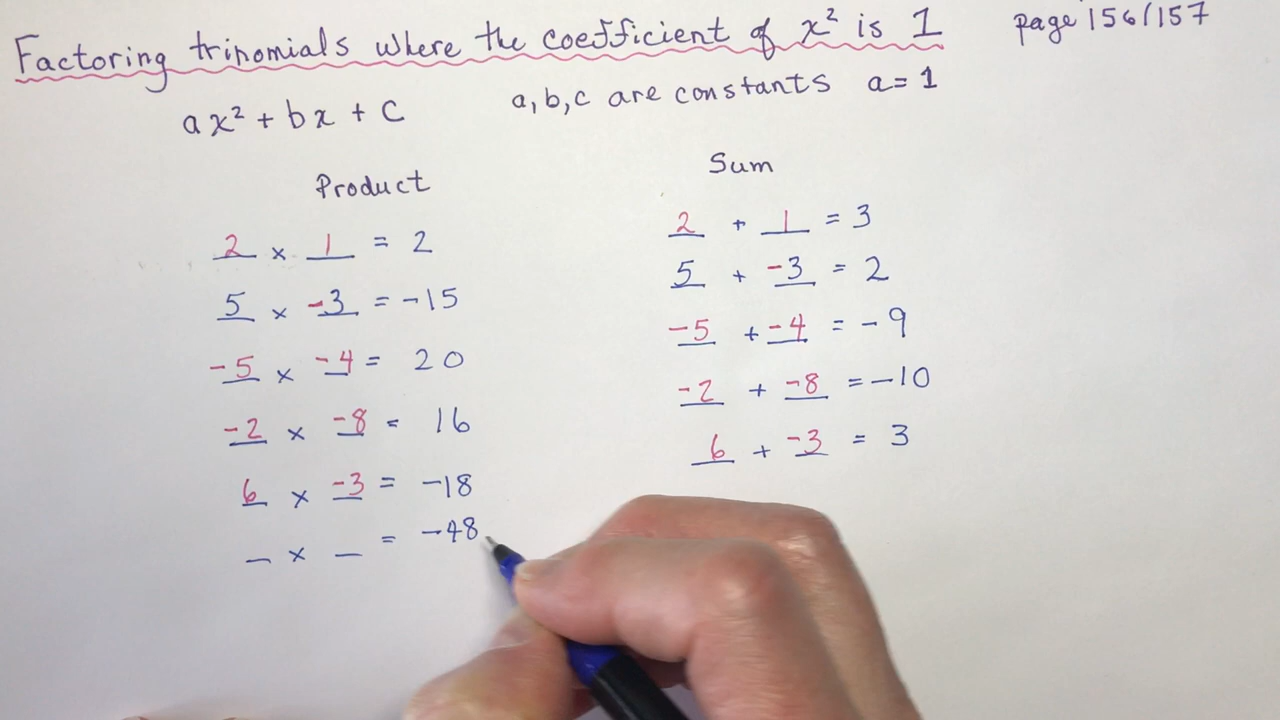 Factoring trinomials where the coefficient of x² is 1 page 156/157
ax² + bx + c a,b,c are constants a=1
Product Sum
2 × 1 = 2 2 + 1 = 3
5 × -3 = -15 5 + -3 = 2
-5 × -4 = 20 -5 + -4 = -9
-2 × -8 = 16 -2 + -8 = -10
6 × -3 = -18 6 + -3 = 3
_ × _ = -48